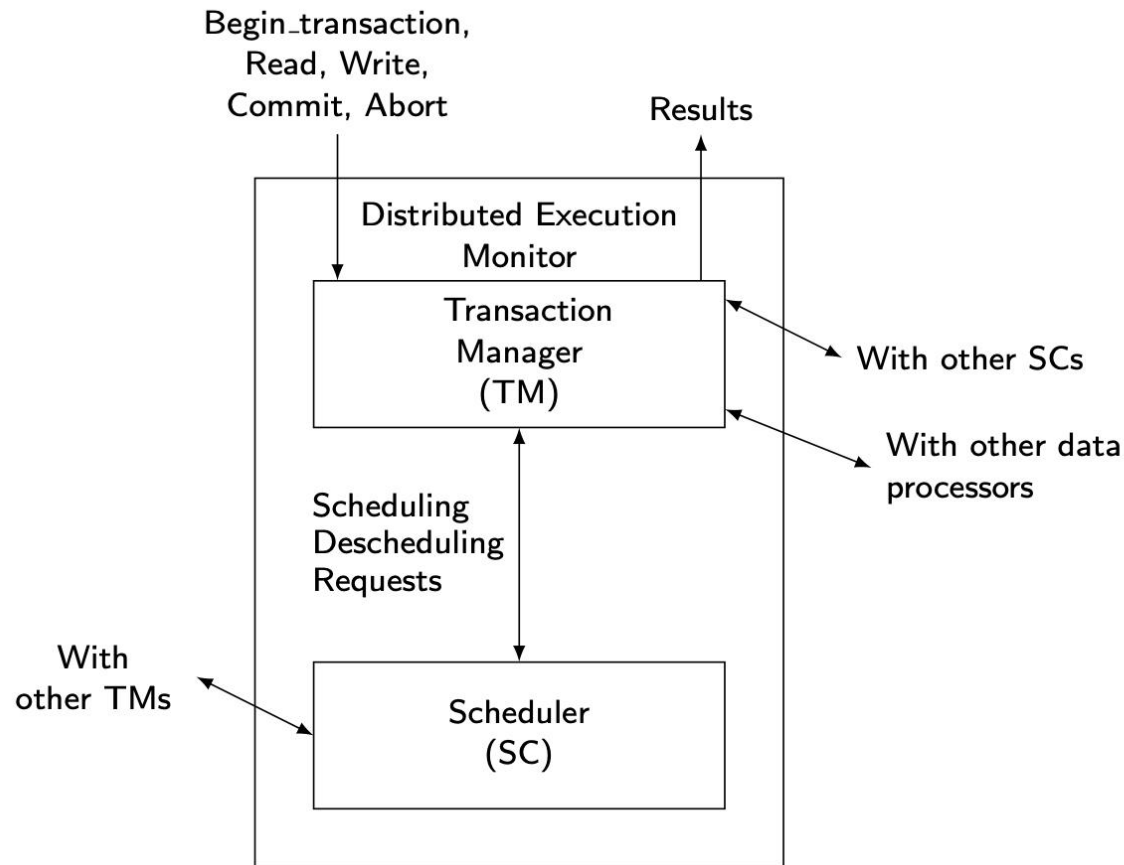 Begin_transaction,
Read, Write,
Commit, Abort
Results
Distributed Execution
Monitor
Transaction
Manager
(TM)
With other SCs
With other data
processors
Scheduling
Descheduling
Requests
With
other TMs
Scheduler
(SC)